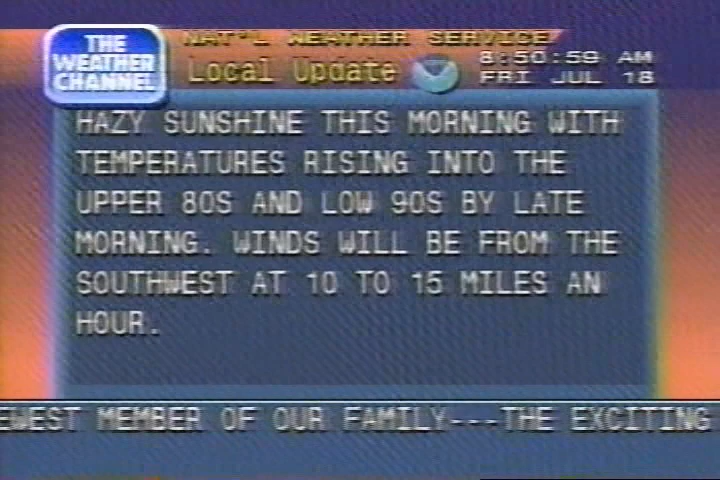 THE
WEATHER
CHANNEL
NAT'L WEATHER SERVICE
Local Update
8:50:59 AM
FRI JUL 18
HAZY SUNSHINE THIS MORNING WITH
TEMPERATURES RISING INTO THE
UPPER 80S AND LOW 90S BY LATE
MORNING. WINDS WILL BE FROM THE
SOUTHWEST AT 10 TO 15 MILES AN
HOUR.
EWEST MEMBER OF OUR FAMILY---THE EXCITING